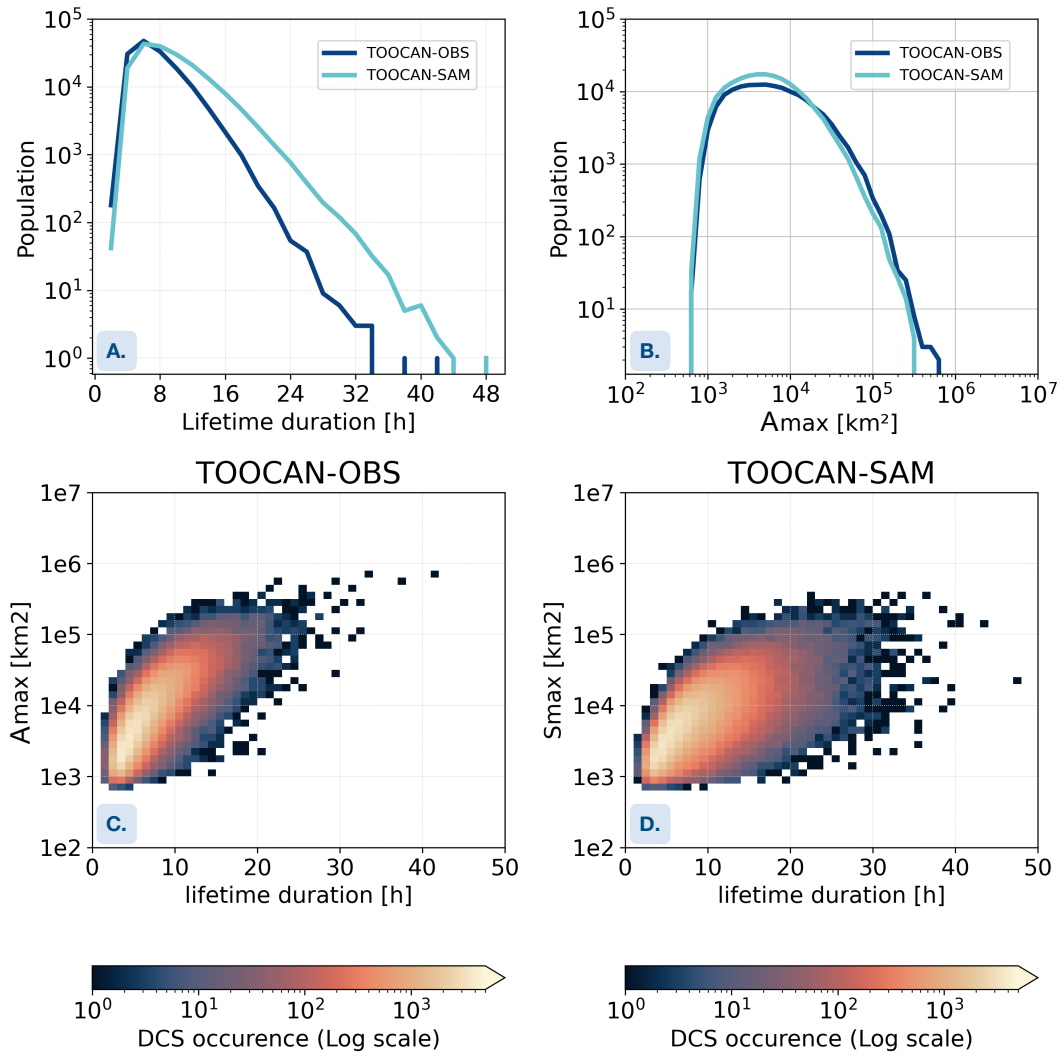 10^5
10^4
10^3
10^2
10^1
10^0
Population
TOOCAN-OBS
TOOCAN-SAM
A.
0 8 16 24 32 40 48
Lifetime duration [h]
10^5
10^4
10^3
10^2
10^1
Population
TOOCAN-OBS
TOOCAN-SAM
B.
10^2 10^3 10^4 10^5 10^6 10^7
Amax [km²]
TOOCAN-OBS
1e7
1e6
1e5
1e4
1e3
1e2
Amax [km2]
C.
0 10 20 30 40 50
lifetime duration [h]
TOOCAN-SAM
1e7
1e6
1e5
1e4
1e3
1e2
Smax [km2]
D.
0 10 20 30 40 50
lifetime duration [h]
10^0 10^1 10^2 10^3
DCS occurence (Log scale)
10^0 10^1 10^2 10^3
DCS occurence (Log scale)